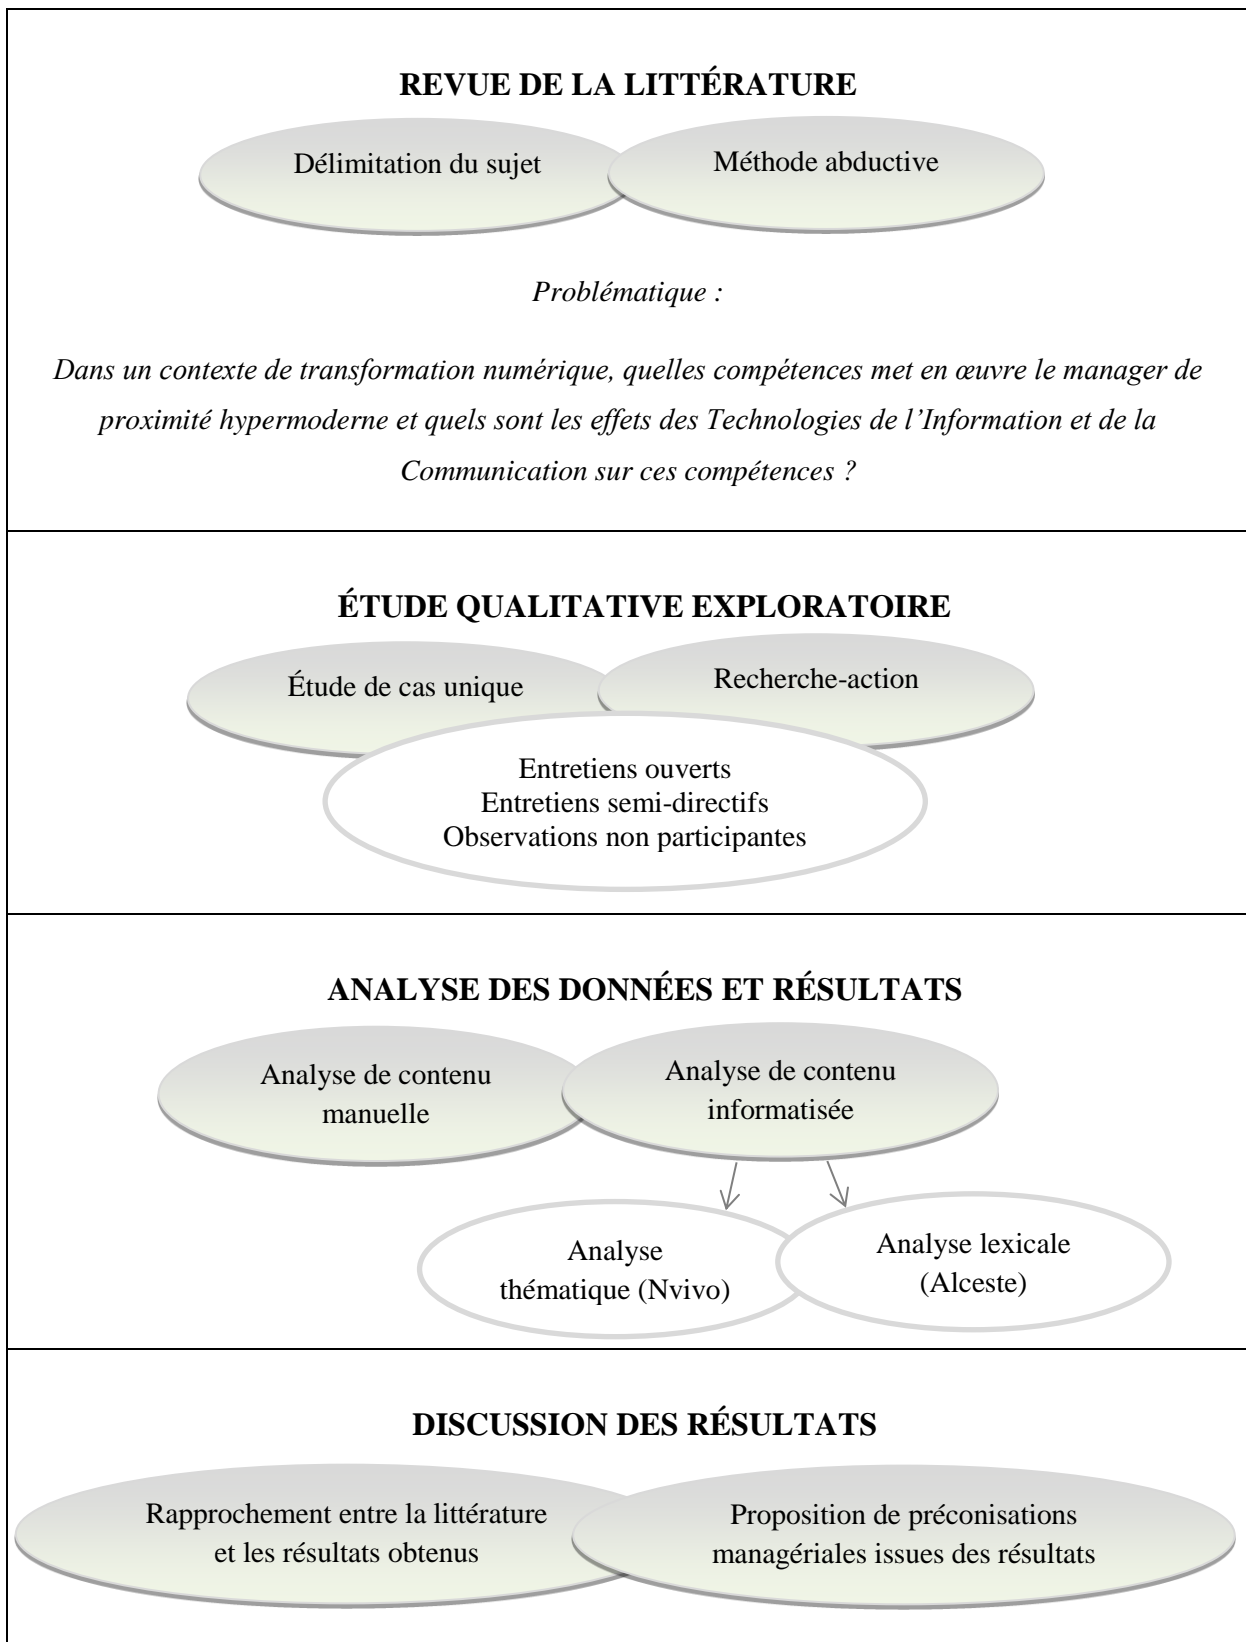 REVUE DE LA LITTÉRATURE
Délimitation du sujet
Méthode abductive
Problématique :
Dans un contexte de transformation numérique, quelles compétences met en œuvre le manager de
proximité hypermoderne et quels sont les effets des Technologies de l’Information et de la
Communication sur ces compétences ?
ÉTUDE QUALITATIVE EXPLORATOIRE
Étude de cas unique
Recherche-action
Entretiens ouverts
Entretiens semi-directifs
Observations non participantes
ANALYSE DES DONNÉES ET RÉSULTATS
Analyse de contenu
manuelle
Analyse de contenu
informatisée
Analyse
thématique (Nvivo)
Analyse lexicale
(Alceste)
DISCUSSION DES RÉSULTATS
Rapprochement entre la littérature
et les résultats obtenus
Proposition de préconisations
managériales issues des résultats